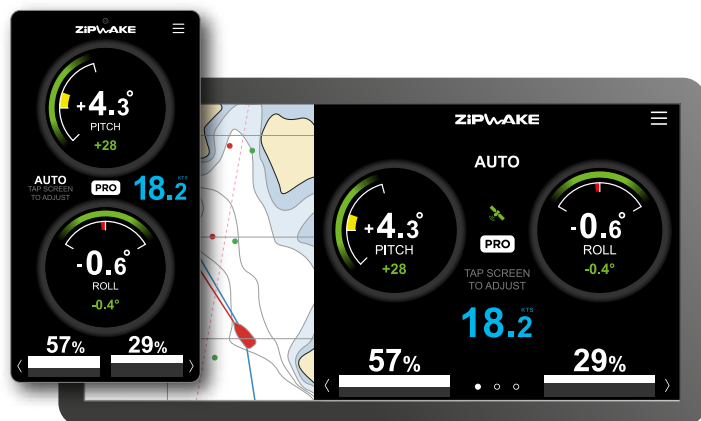 ZIPWAKE
+4.3°
PITCH
+28
AUTO
TAP SCREEN
TO ADJUST
PRO
18.2
KTS
-0.6°
ROLL
-0.4°
57%
29%
ZIPWAKE
AUTO
+4.3°
PITCH
+28
PRO
TAP SCREEN
TO ADJUST
-0.6°
ROLL
-0.4°
18.2
KTS
57%
29%